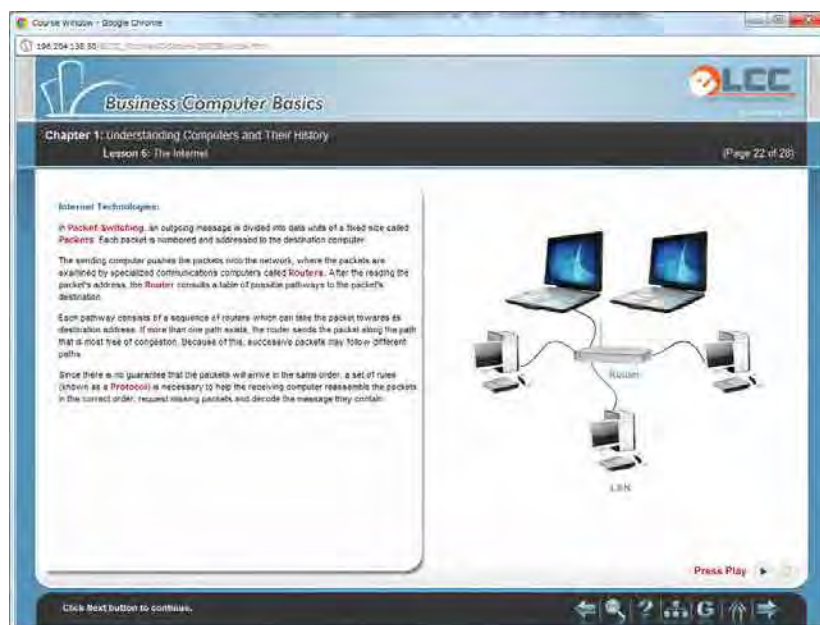 Course Window - Google Chrome
Business Computer Basics
LCC
Chapter 1: Understanding Computers and Their History
Lesson 6: The Internet
(Page 22 of 28)
Internet Technologies:
In Packet Switching, an outgoing message is divided into data units of a fixed size called
Packets. Each packet is numbered and addressed to the destination computer.
The sending computer pushes the packets onto the network, where the packets are
examined by specialized communications computers called Routers. After the reading the
packet's address, the Router consults a table of possible pathways to the packet's
destination.
Each pathway consists of a sequence of routers which can take the packet towards its
destination address. If more than one path exists, the router sends the packet along the path
that is most free of congestion. Because of this, successive packets may follow different
paths.
Since there is no guarantee that the packets will arrive in the same order, a set of rules
(known as a Protocol) is necessary to help the receiving computer reassemble the packets
in the correct order, request missing packets and decode the message they contain.
Router
LAN
Press Play
Click Next button to continue.
? G